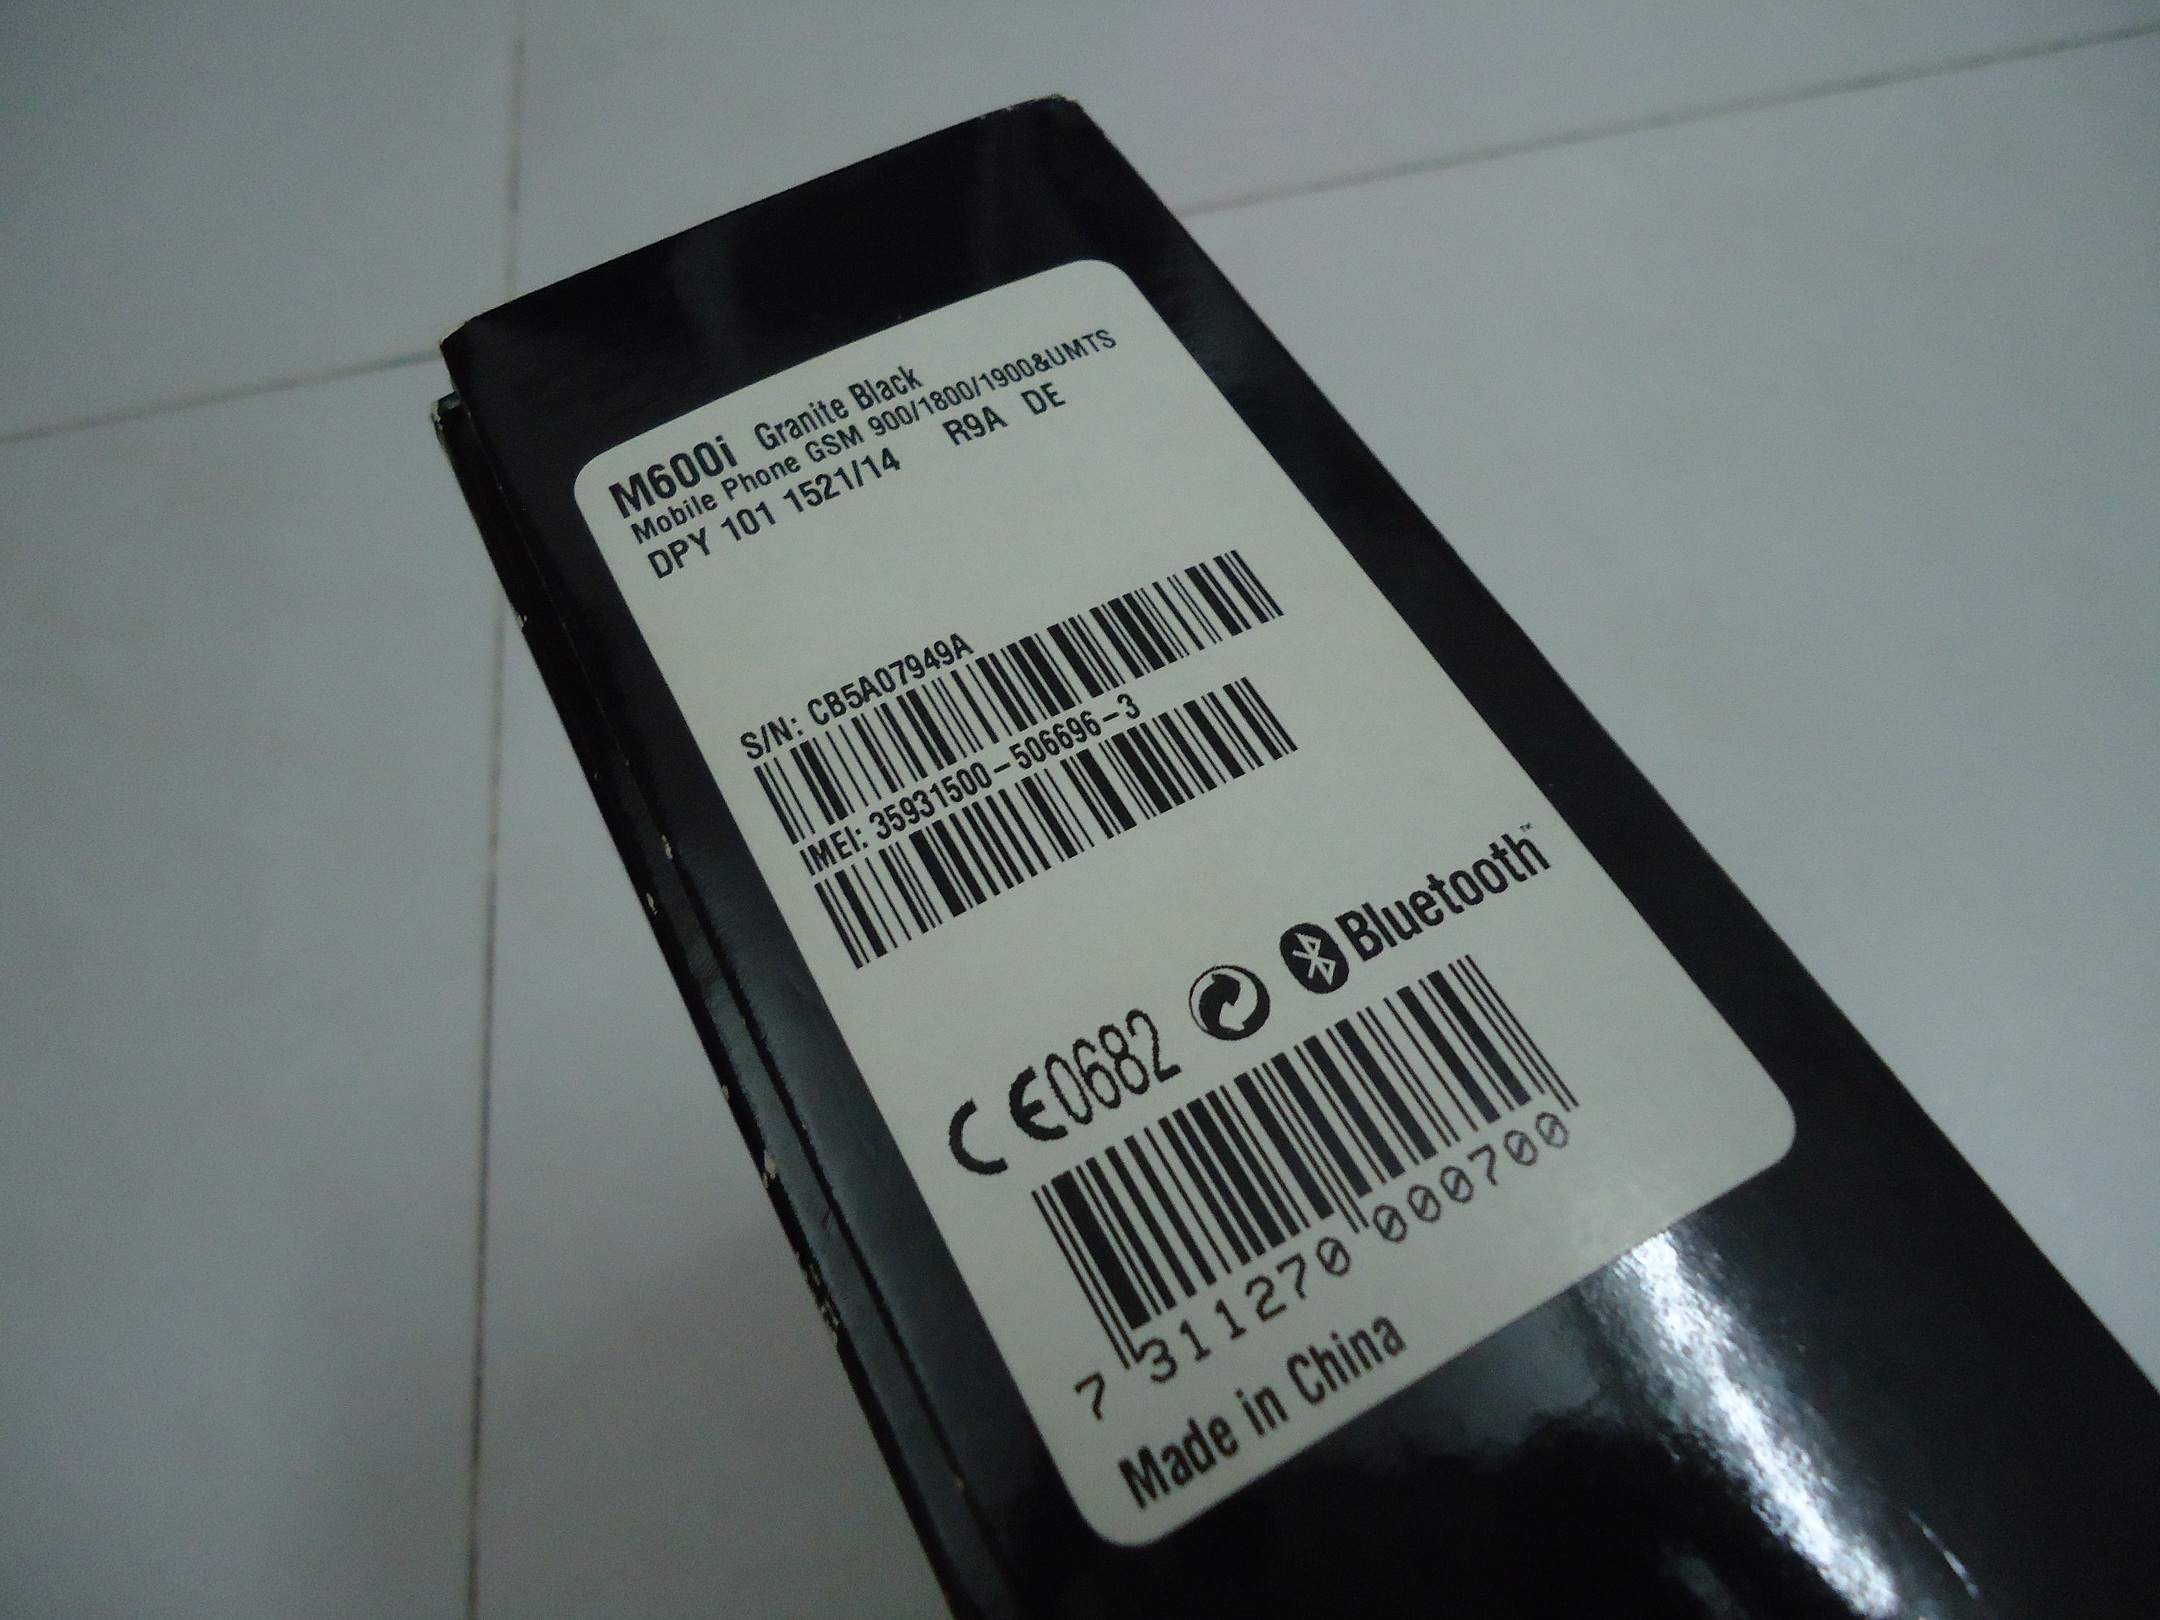 M600i Granite Black
Mobile Phone GSM 900/1800/1900&UMTS
DPY 101 1521/14 R9A DE
S/N: CB5A07949A
IMEI: 35931500-506696-3
CE0682 Bluetooth™
7 311270 000700
Made in China